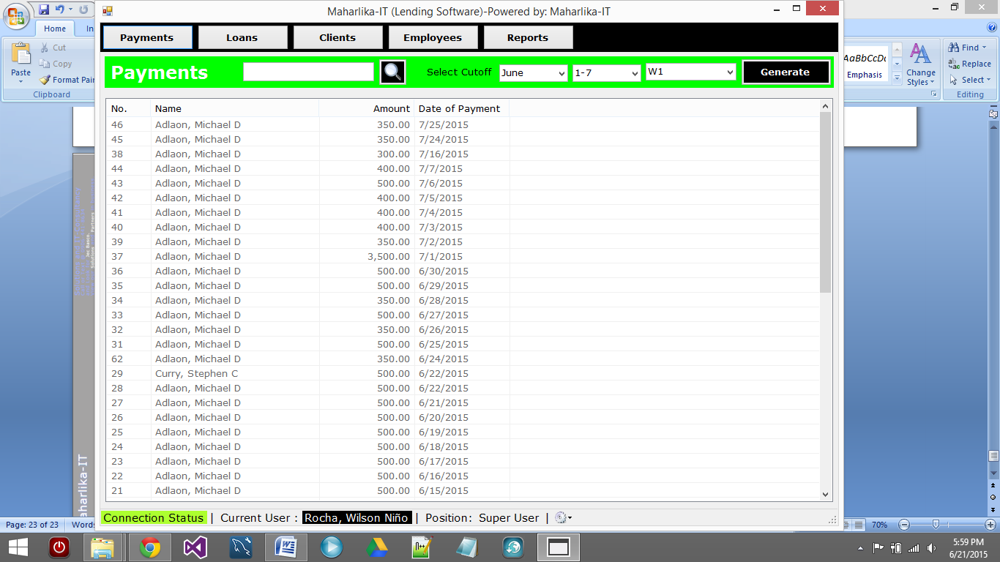 Maharlika-IT (Lending Software)-Powered by: Maharlika-IT
Home In
Payments Loans Clients Employees Reports
Paste
Cut
Copy
Format Pair
Clipboard
AaBbCcDc
Emphasis
Change Styles
Find
Replace
Select
Editing
Payments Select Cutoff June 1-7 W1 Generate
No. Name Amount Date of Payment
46 Adlaon, Michael D 350.00 7/25/2015
45 Adlaon, Michael D 350.00 7/24/2015
38 Adlaon, Michael D 300.00 7/16/2015
44 Adlaon, Michael D 400.00 7/7/2015
43 Adlaon, Michael D 500.00 7/6/2015
42 Adlaon, Michael D 400.00 7/5/2015
41 Adlaon, Michael D 400.00 7/4/2015
40 Adlaon, Michael D 400.00 7/3/2015
39 Adlaon, Michael D 350.00 7/2/2015
37 Adlaon, Michael D 3,500.00 7/1/2015
36 Adlaon, Michael D 500.00 6/30/2015
35 Adlaon, Michael D 500.00 6/29/2015
34 Adlaon, Michael D 350.00 6/28/2015
33 Adlaon, Michael D 500.00 6/27/2015
32 Adlaon, Michael D 350.00 6/26/2015
31 Adlaon, Michael D 500.00 6/25/2015
62 Adlaon, Michael D 350.00 6/24/2015
29 Curry, Stephen C 500.00 6/22/2015
28 Adlaon, Michael D 500.00 6/22/2015
27 Adlaon, Michael D 500.00 6/21/2015
26 Adlaon, Michael D 500.00 6/20/2015
25 Adlaon, Michael D 500.00 6/19/2015
24 Adlaon, Michael D 500.00 6/18/2015
23 Adlaon, Michael D 500.00 6/17/2015
22 Adlaon, Michael D 500.00 6/16/2015
21 Adlaon, Michael D 500.00 6/15/2015
aharlika-IT
Connection Status | Current User : Rocha, Wilson Niño | Position: Super User |
Page: 23 of 23 Words 70%
5:59 PM
6/21/2015